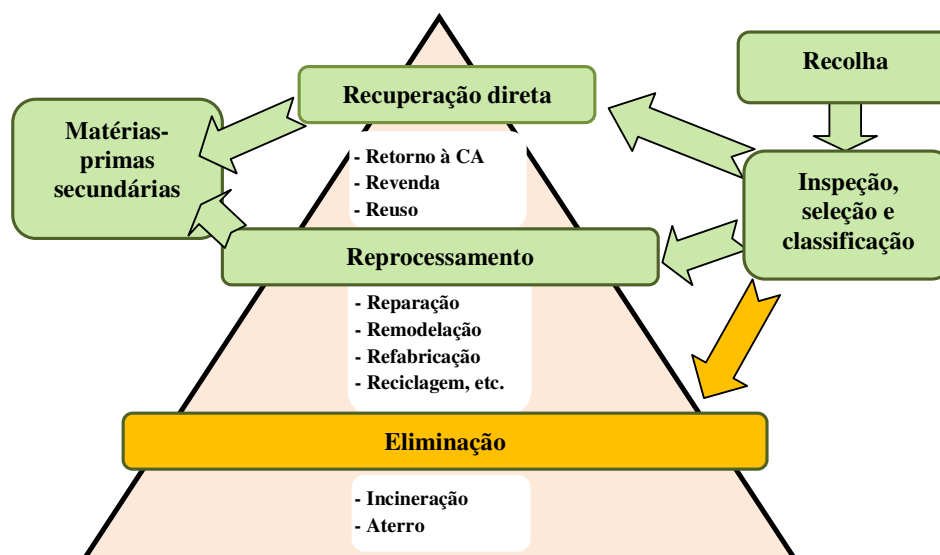 Recolha
Recuperação direta
Matérias-
primas
secundárias
- Retorno à CA
- Revenda
- Reuso
Inspeção,
seleção e
classificação
Reprocessamento
- Reparação
- Remodelação
- Refabricação
- Reciclagem, etc.
Eliminação
- Incineração
- Aterro